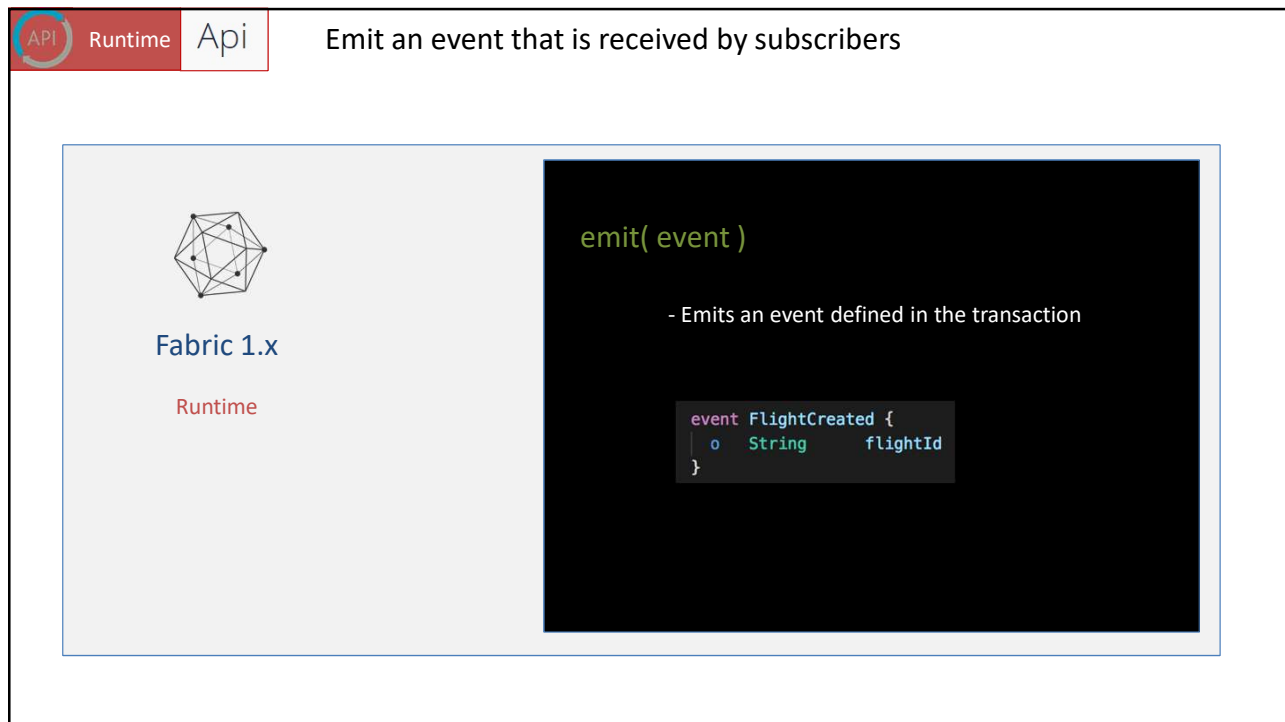 API
Runtime
Api
Emit an event that is received by subscribers
Fabric 1.x
Runtime
emit( event )
- Emits an event defined in the transaction
event FlightCreated {
o String flightId
}